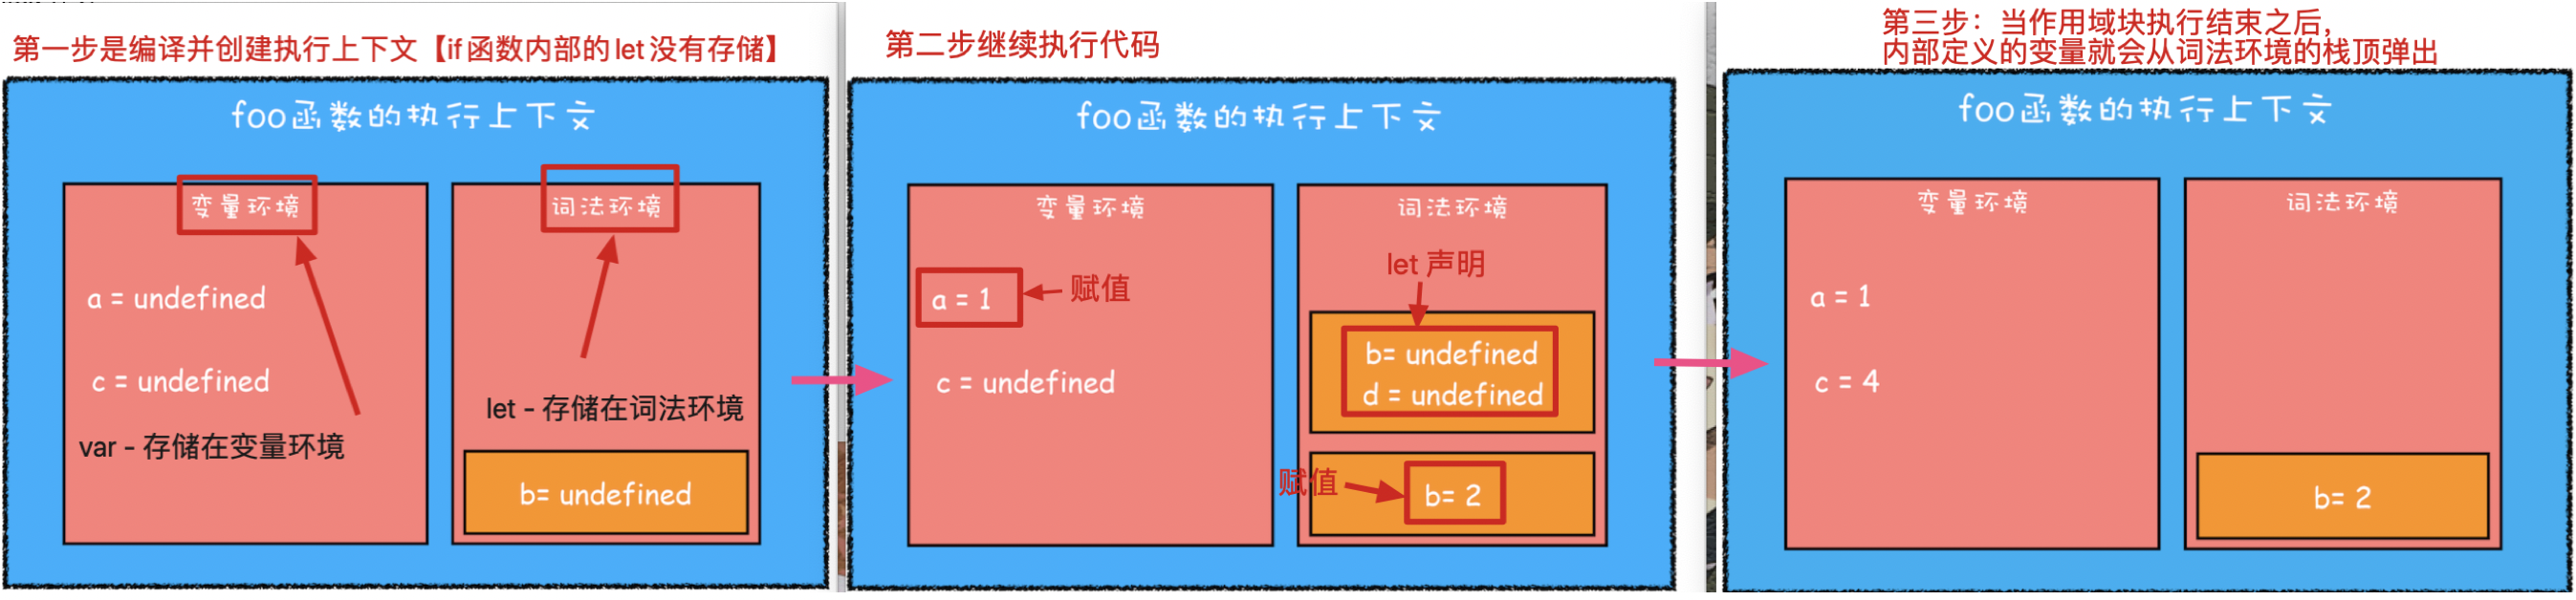 第一步是编译并创建执行上下文【if函数内部的let没有存储】
foo函数的执行上下文
变量环境
词法环境
a = undefined
c = undefined
var - 存储在变量环境
let - 存储在词法环境
b= undefined
第二步继续执行代码
foo函数的执行上下文
变量环境
词法环境
a = 1
赋值
c = undefined
let 声明
b= undefined
d = undefined
赋值
b= 2
第三步：当作用域块执行结束之后，
内部定义的变量就会从词法环境的栈顶弹出
foo函数的执行上下文
变量环境
词法环境
a = 1
c = 4
b= 2